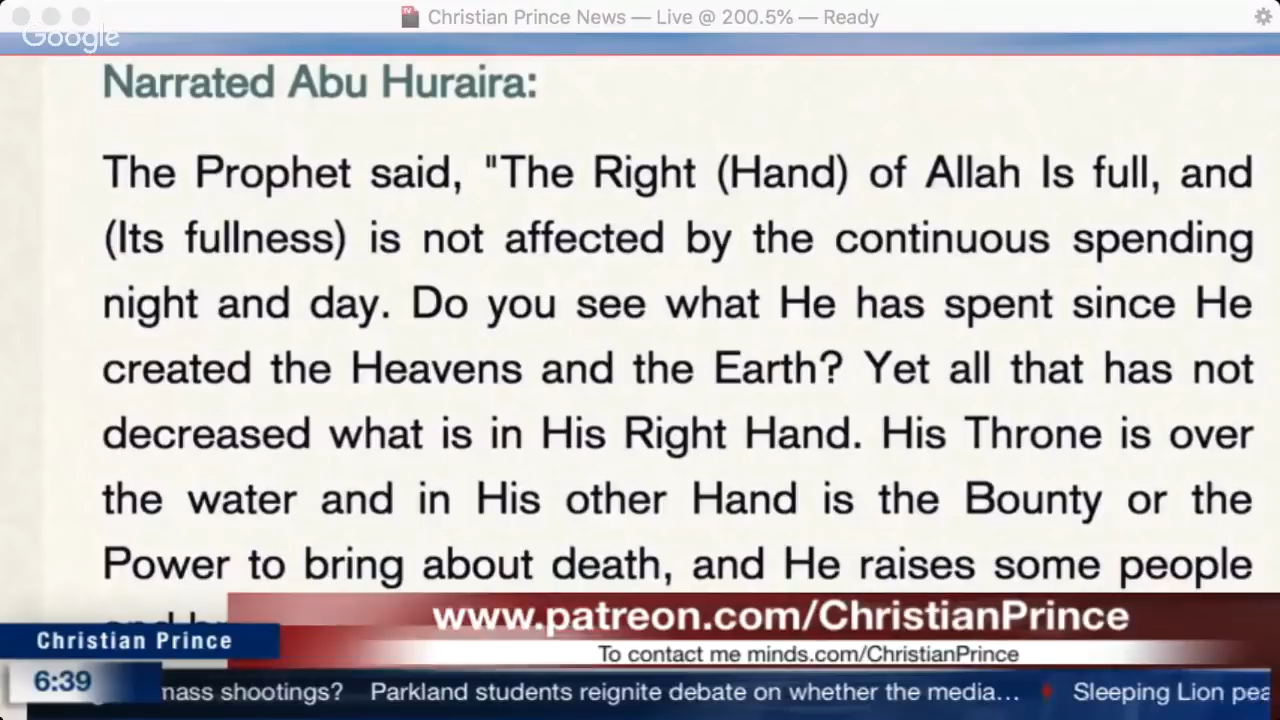 Christian Prince News — Live @ 200.5% — Ready
Google
Narrated Abu Huraira:
The Prophet said, "The Right (Hand) of Allah Is full, and
(Its fullness) is not affected by the continuous spending
night and day. Do you see what He has spent since He
created the Heavens and the Earth? Yet all that has not
decreased what is in His Right Hand. His Throne is over
the water and in His other Hand is the Bounty or the
Power to bring about death, and He raises some people
www.patreon.com/ChristianPrince
Christian Prince
To contact me minds.com/ChristianPrince
6:39
mass shootings? Parkland students reignite debate on whether the media... Sleeping Lion